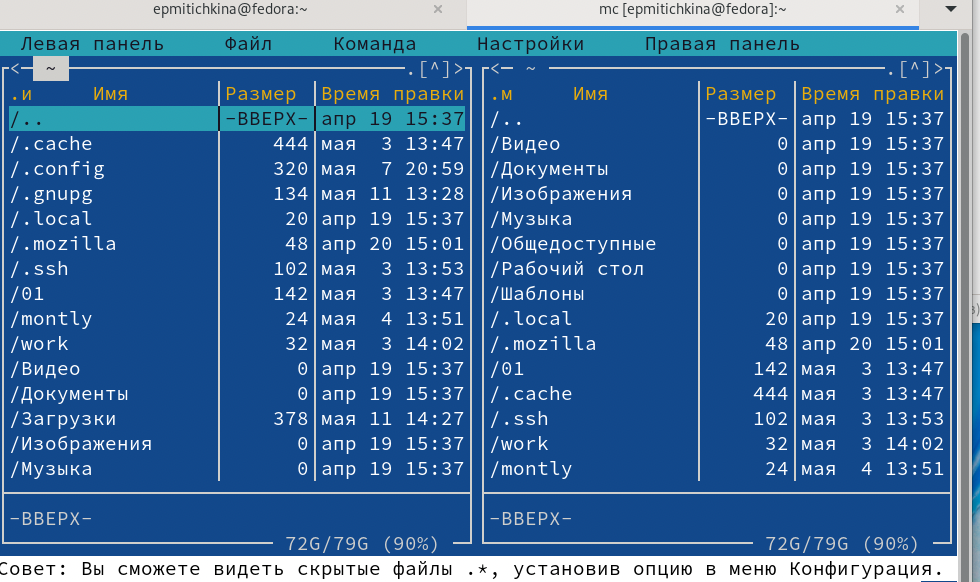 epmitichkina@fedora:~ × mc [epmitichkina@fedora]:~ ×
Левая панель Файл Команда Настройки Правая панель
<− ~ .[^]> <− ~ .[^]>
.и Имя Размер Время правки .м Имя Размер Время правки
/.. −ВВЕРХ− апр 19 15:37 /.. −ВВЕРХ− апр 19 15:37
/.cache 444 мая 3 13:47 /Видео 0 апр 19 15:37
/.config 320 мая 7 20:59 /Документы 0 апр 19 15:37
/.gnupg 134 мая 11 13:28 /Изображения 0 апр 19 15:37
/.local 20 апр 19 15:37 /Музыка 0 апр 19 15:37
/.mozilla 48 апр 20 15:01 /Общедоступные 0 апр 19 15:37
/.ssh 102 мая 3 13:53 /Рабочий стол 0 апр 19 15:37
/01 142 мая 3 13:47 /Шаблоны 0 апр 19 15:37
/montly 24 мая 4 13:51 /.local 20 апр 19 15:37
/work 32 мая 3 14:02 /.mozilla 48 апр 20 15:01
/Видео 0 апр 19 15:37 /01 142 мая 3 13:47
/Документы 0 апр 19 15:37 /.cache 444 мая 3 13:47
/Загрузки 378 мая 11 14:27 /.ssh 102 мая 3 13:53
/Изображения 0 апр 19 15:37 /work 32 мая 3 14:02
/Музыка 0 апр 19 15:37 /montly 24 мая 4 13:51
−ВВЕРХ− −ВВЕРХ−
72G/79G (90%) 72G/79G (90%)
Совет: Вы сможете видеть скрытые файлы .*, установив опцию в меню Конфигурация.